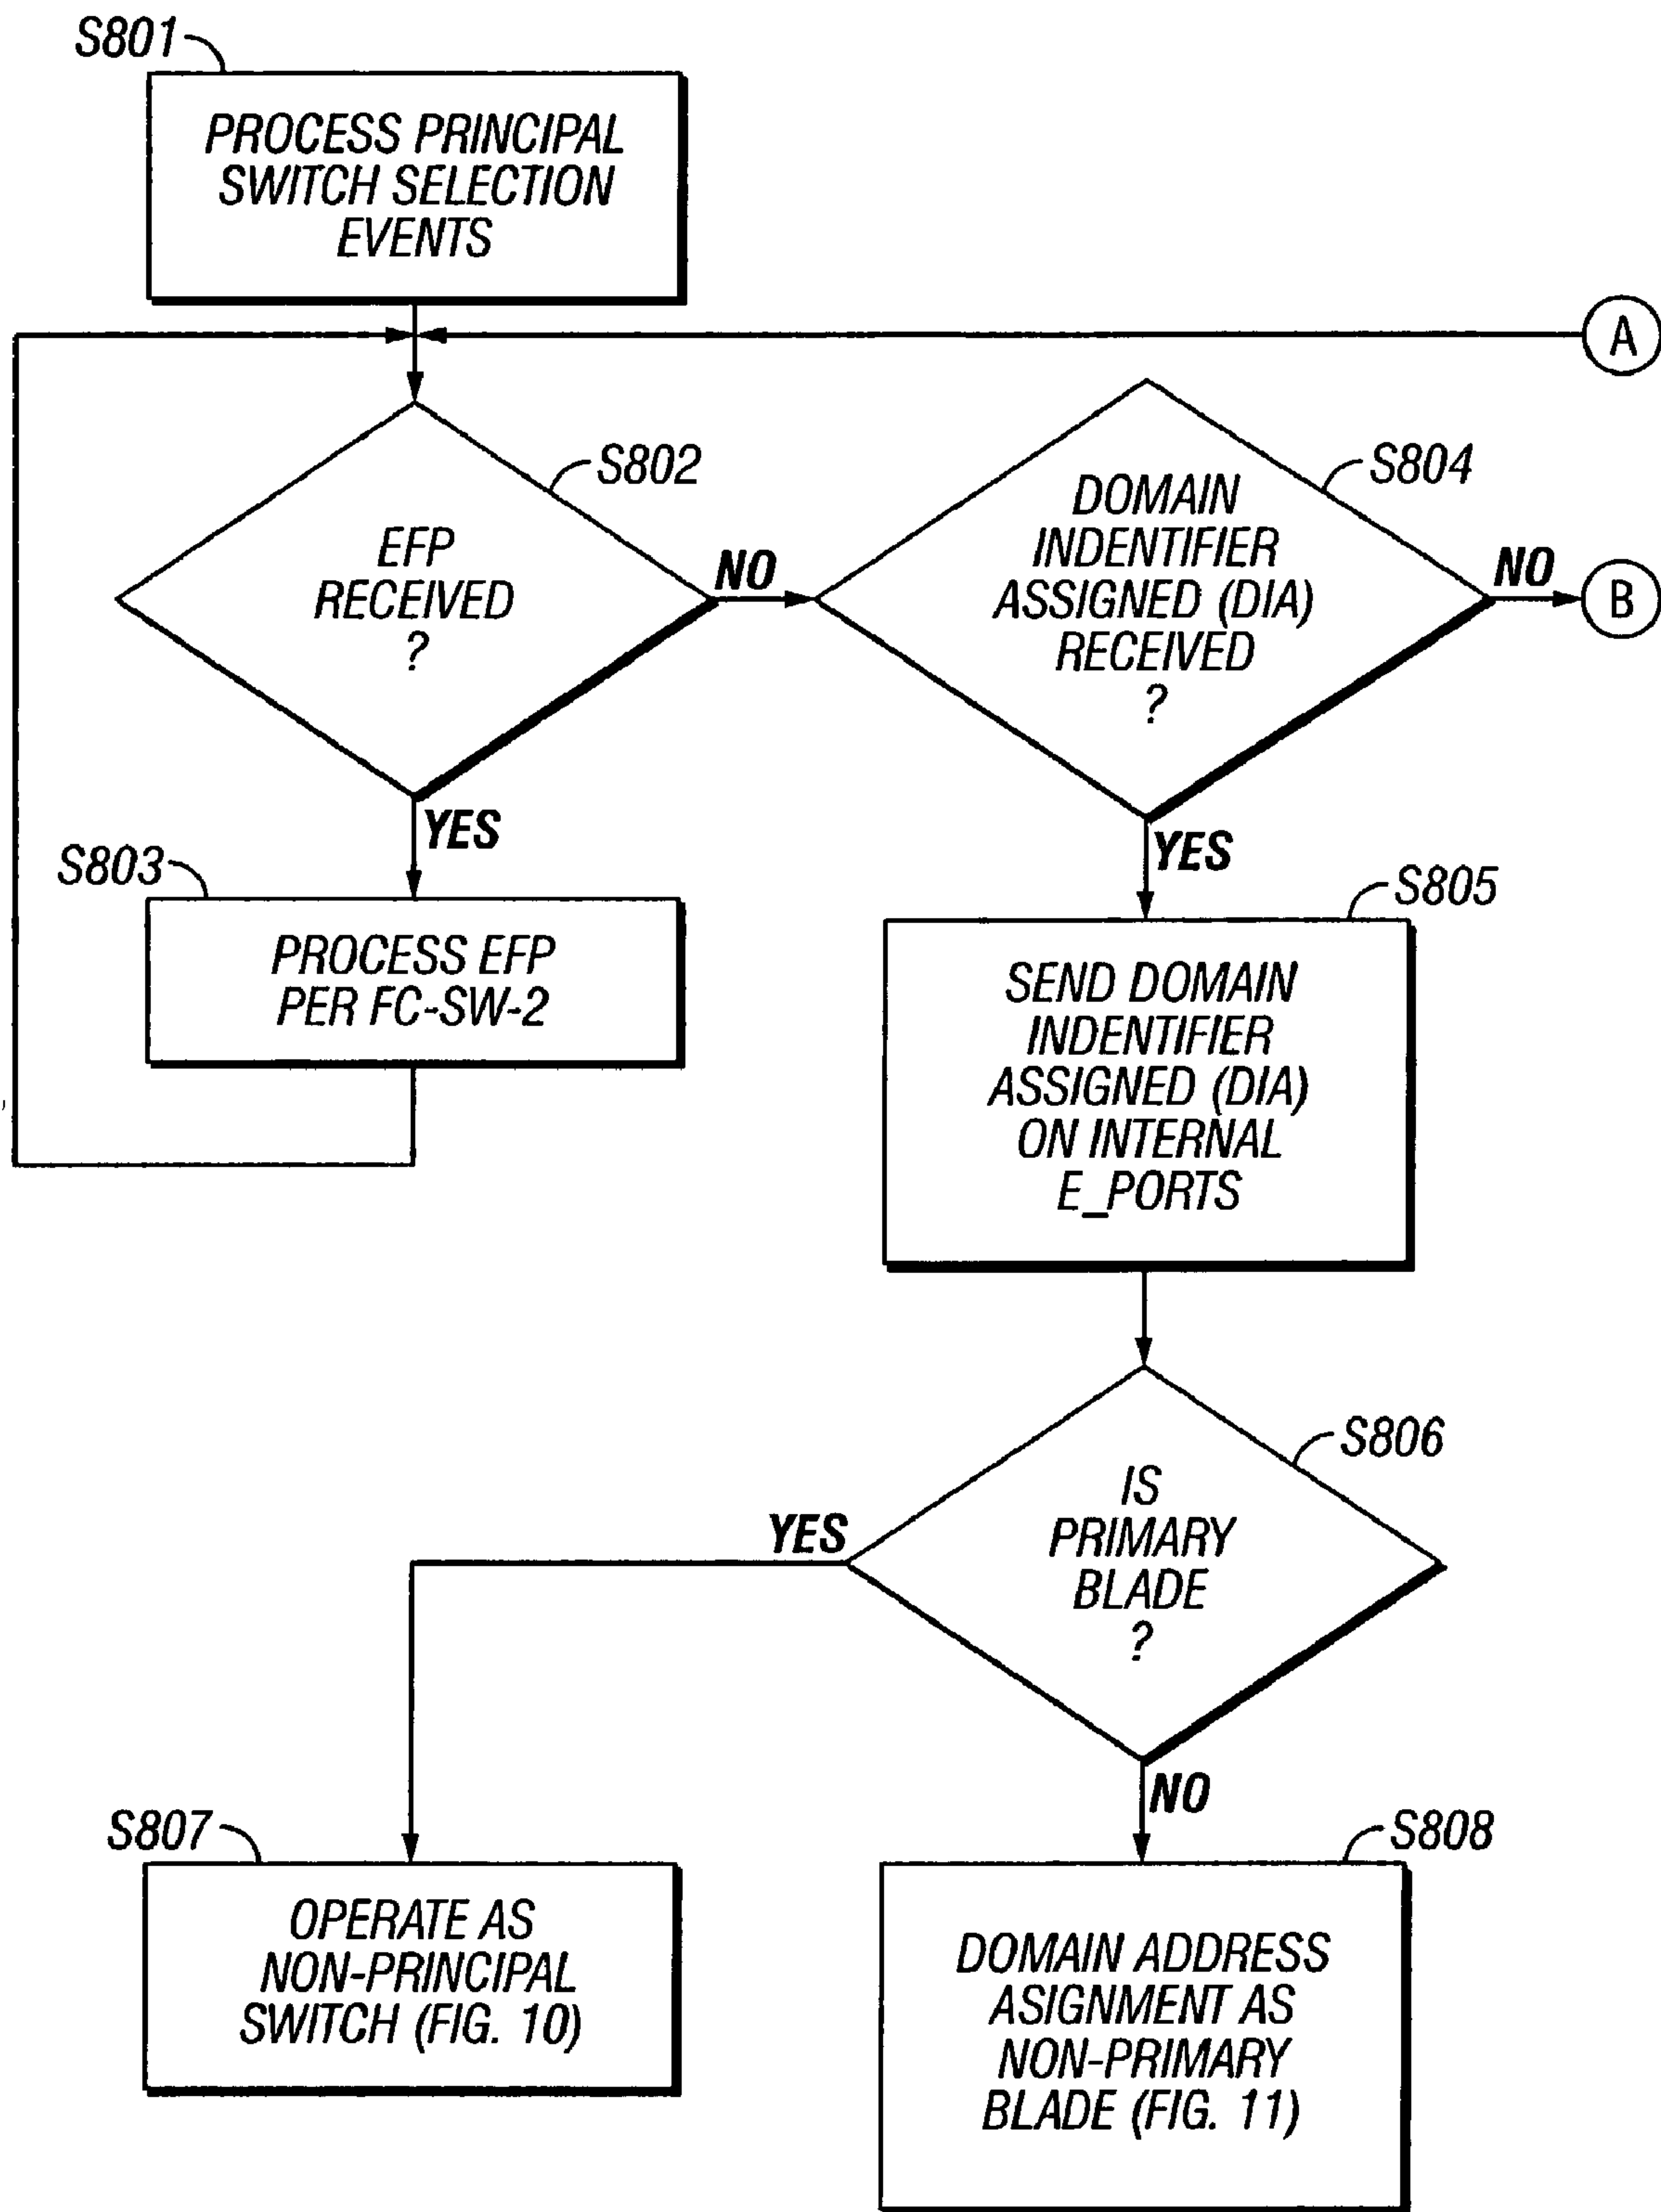 S801
PROCESS PRINCIPAL
SWITCH SELECTION
EVENTS
A
S802
EFP
RECEIVED
?
NO
YES
S803
PROCESS EFP
PER FC-SW-2
S804
DOMAIN
INDENTIFIER
ASSIGNED (DIA)
RECEIVED
?
NO
B
YES
S805
SEND DOMAIN
INDENTIFIER
ASSIGNED (DIA)
ON INTERNAL
E_PORTS
S806
IS
PRIMARY
BLADE
?
YES
NO
S807
OPERATE AS
NON-PRINCIPAL
SWITCH (FIG. 10)
S808
DOMAIN ADDRESS
ASIGNMENT AS
NON-PRIMARY
BLADE (FIG. 11)